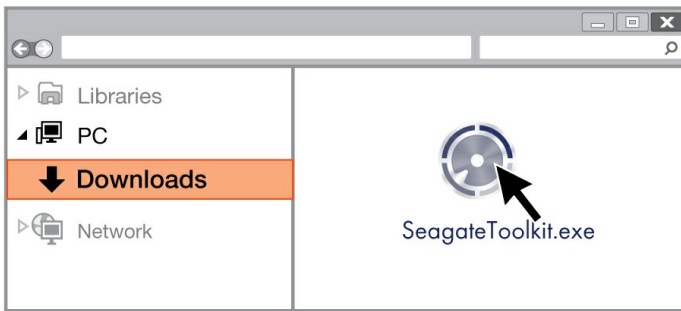 Libraries
PC
Downloads
Network
SeagateToolkit.exe